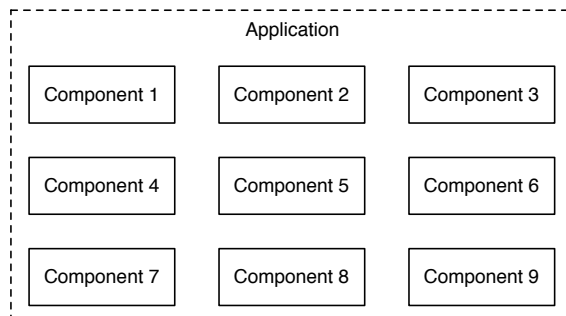 Application
Component 1
Component 2
Component 3
Component 4
Component 5
Component 6
Component 7
Component 8
Component 9